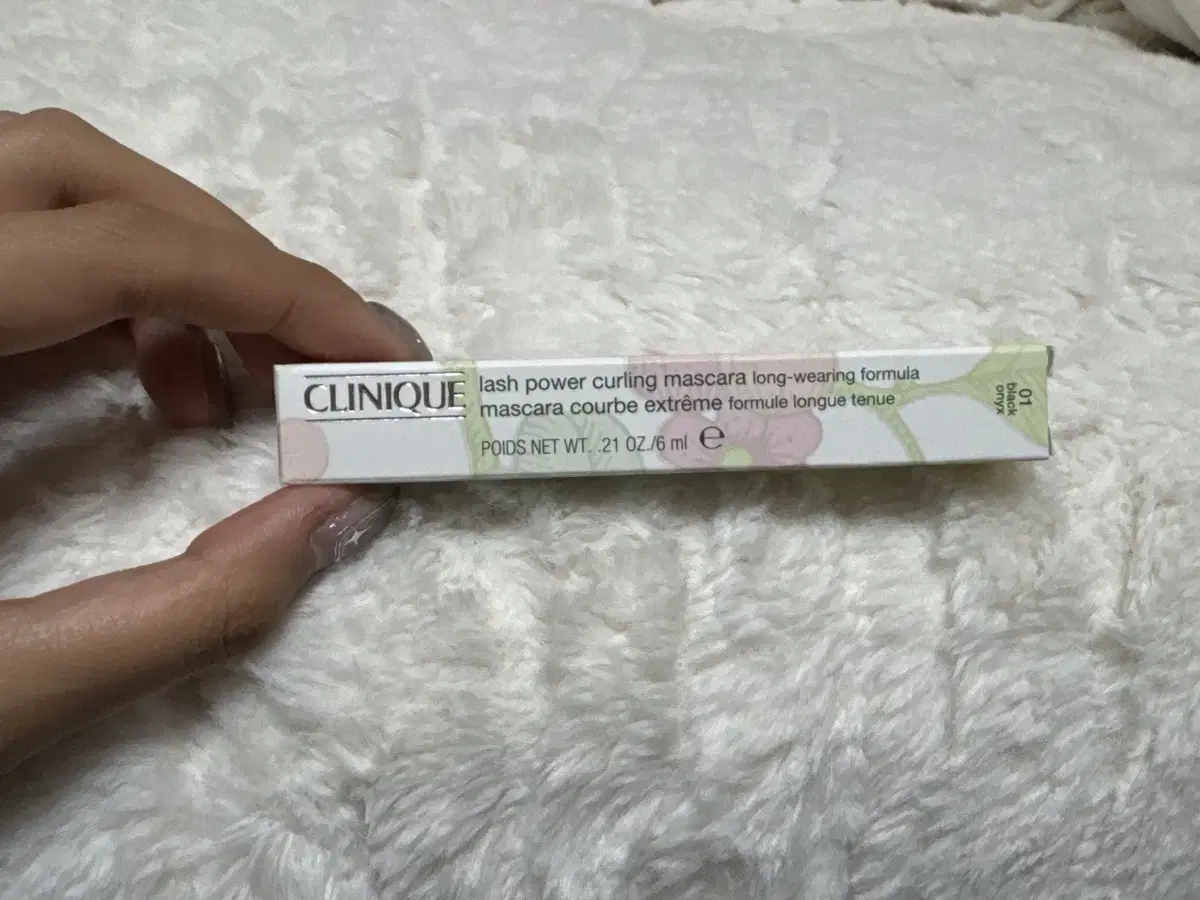 CLINIQUE
lash power curling mascara long-wearing formula
mascara courbe extrême formule longue tenue
POIDS NET WT. .21 OZ./6 ml ℮
01
black
onyx